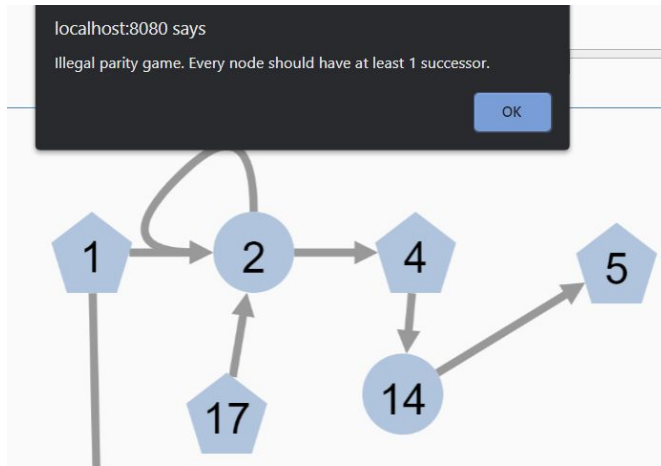 localhost:8080 says
Illegal parity game. Every node should have at least 1 successor.
OK
1
2
4
5
17
14